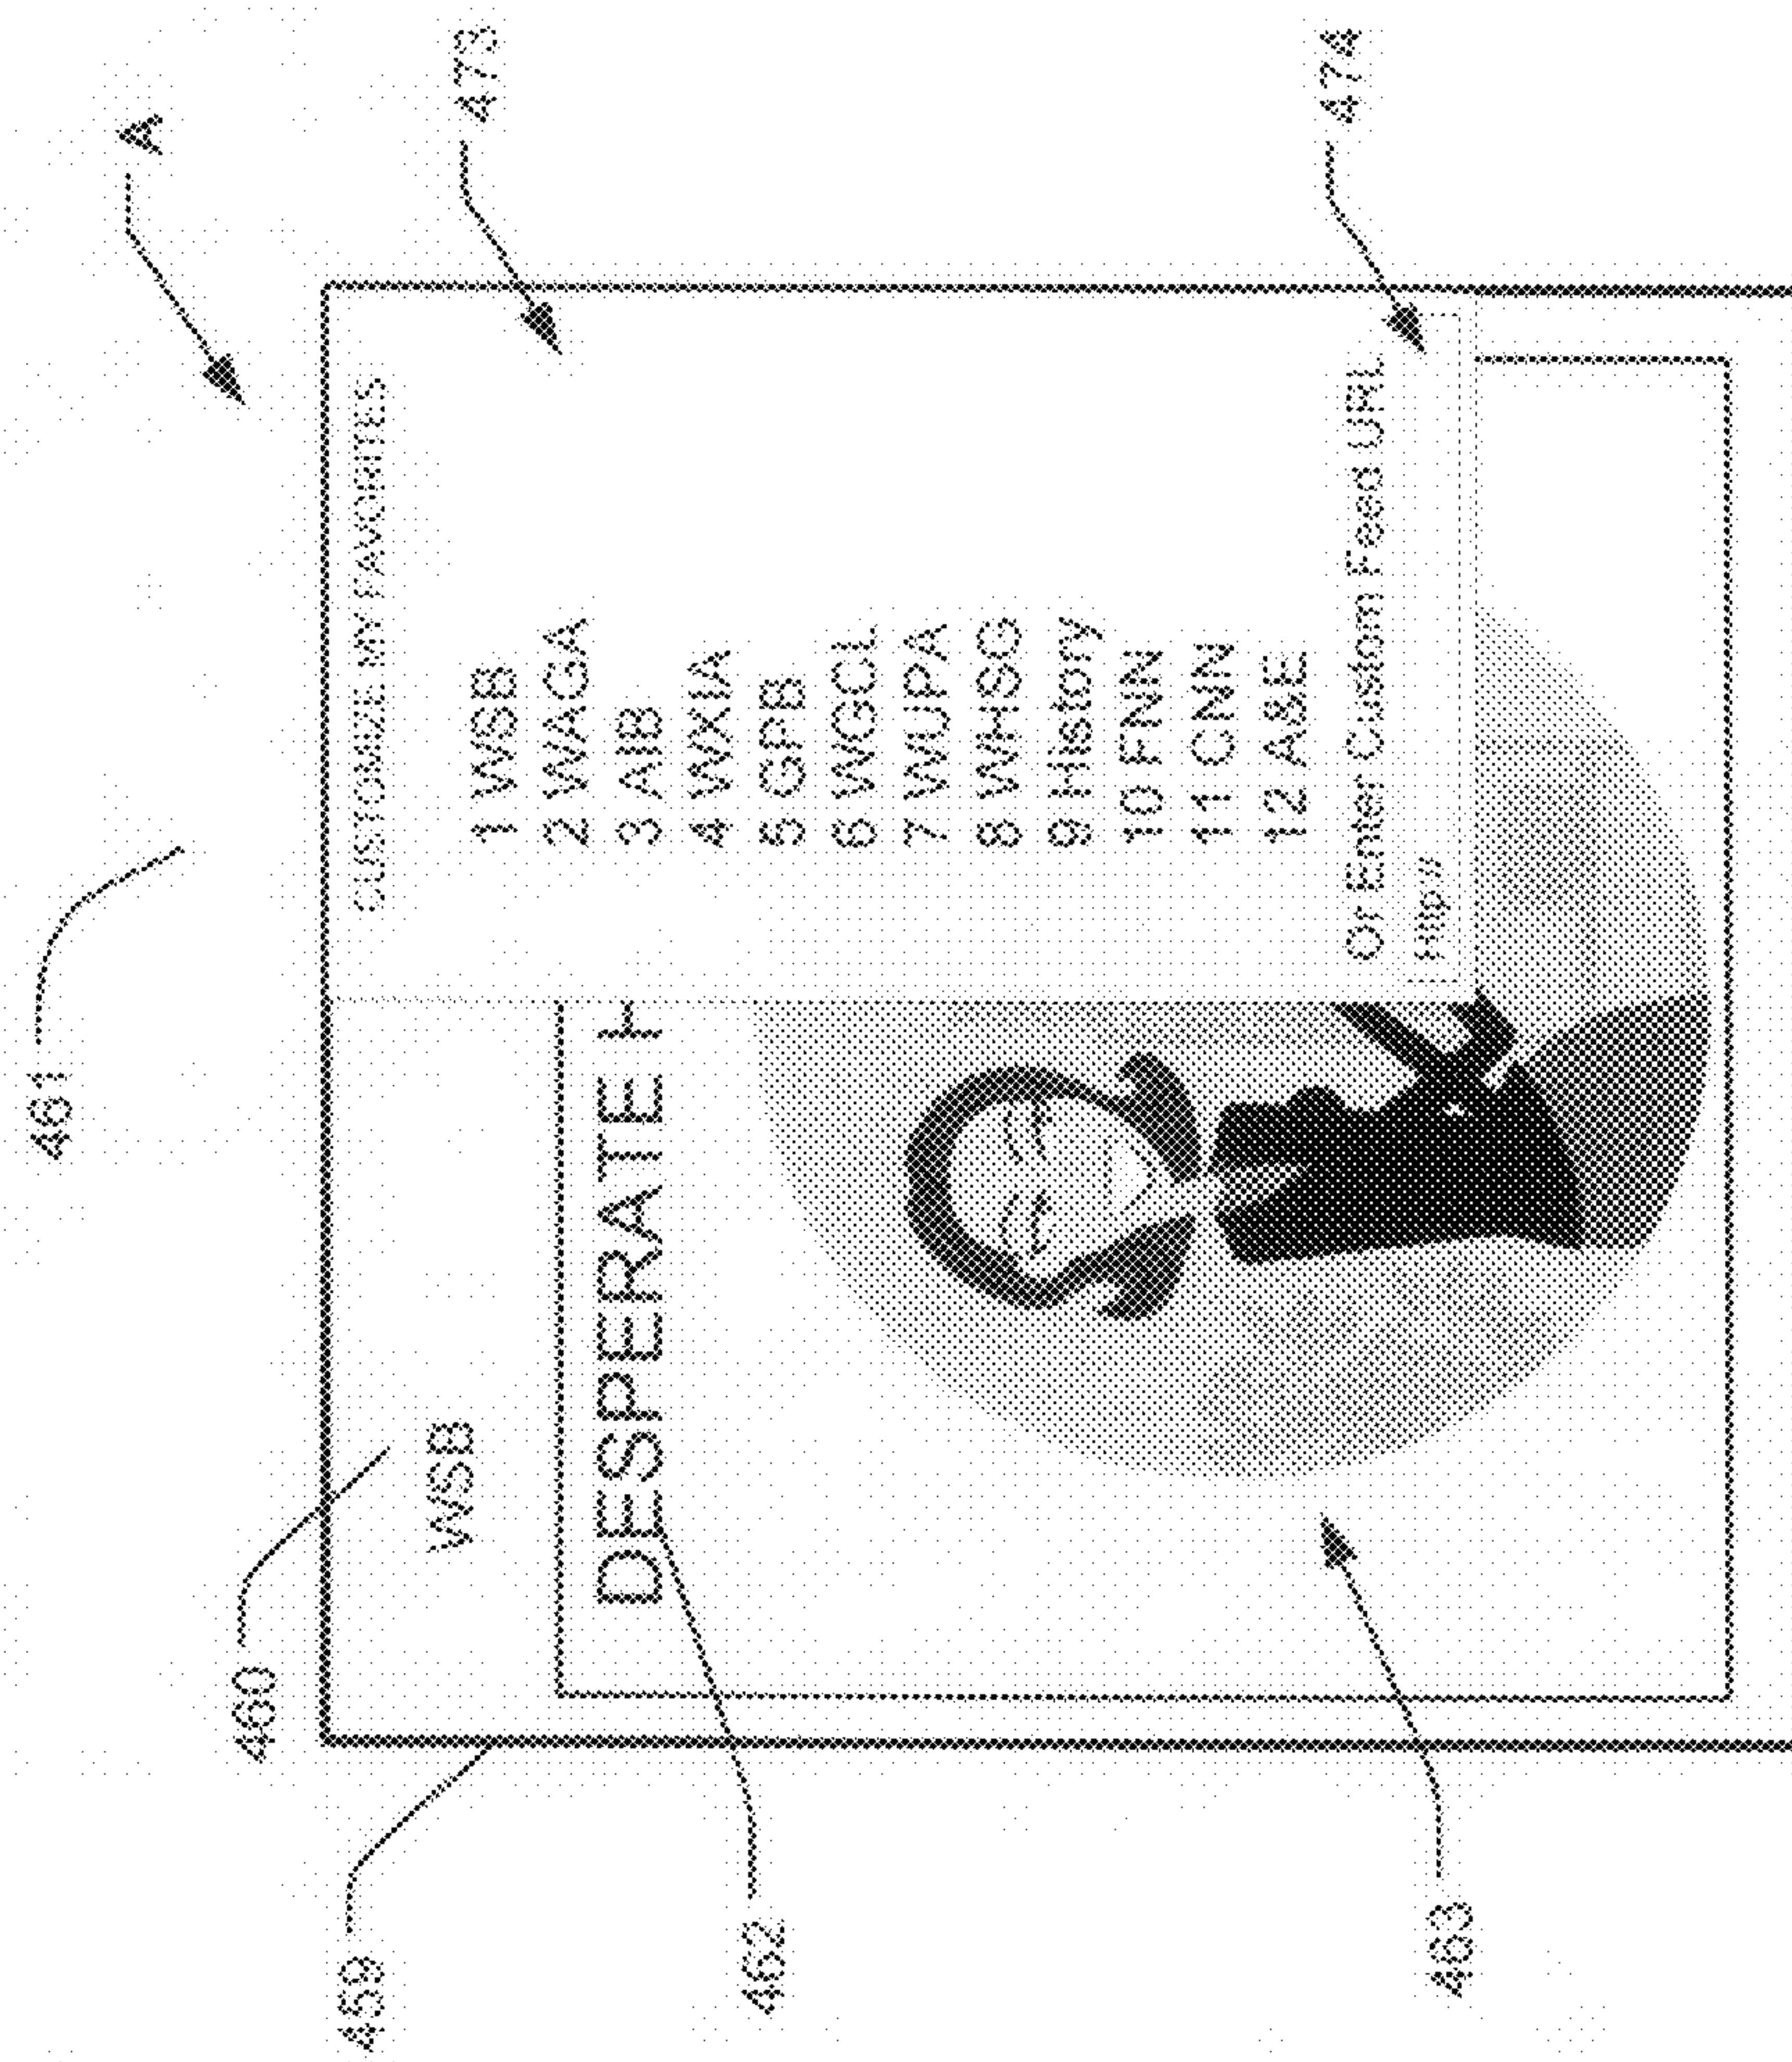 461
A
460
459
CUSTOMIZE MY FAVORITES
WSB
473
1 WSB
2 WAGA
3 AIB
4 WXIA
5 GPB
6 WGCL
7 WUPA
8 WHSG
9 History
10 FNN
11 CNN
12 A&E
DESPERATE H
462
474
Or Enter Custom Feed URL
Http://
463